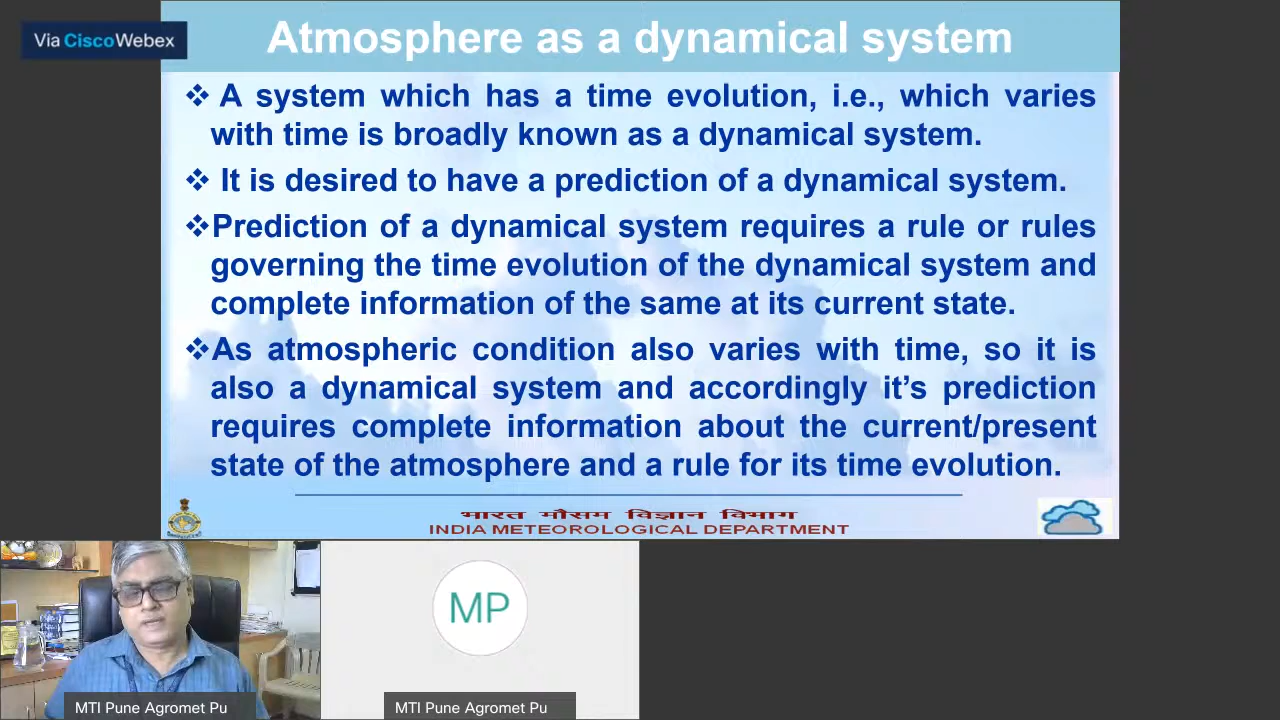 Via Cisco Webex
Atmosphere as a dynamical system
❖ A system which has a time evolution, i.e., which varies
with time is broadly known as a dynamical system.
❖ It is desired to have a prediction of a dynamical system.
❖Prediction of a dynamical system requires a rule or rules
governing the time evolution of the dynamical system and
complete information of the same at its current state.
❖As atmospheric condition also varies with time, so it is
also a dynamical system and accordingly it’s prediction
requires complete information about the current/present
state of the atmosphere and a rule for its time evolution.
भारत मौसम विज्ञान विभाग
INDIA METEOROLOGICAL DEPARTMENT
MP
MTI Pune Agromet Pu
MTI Pune Agromet Pu